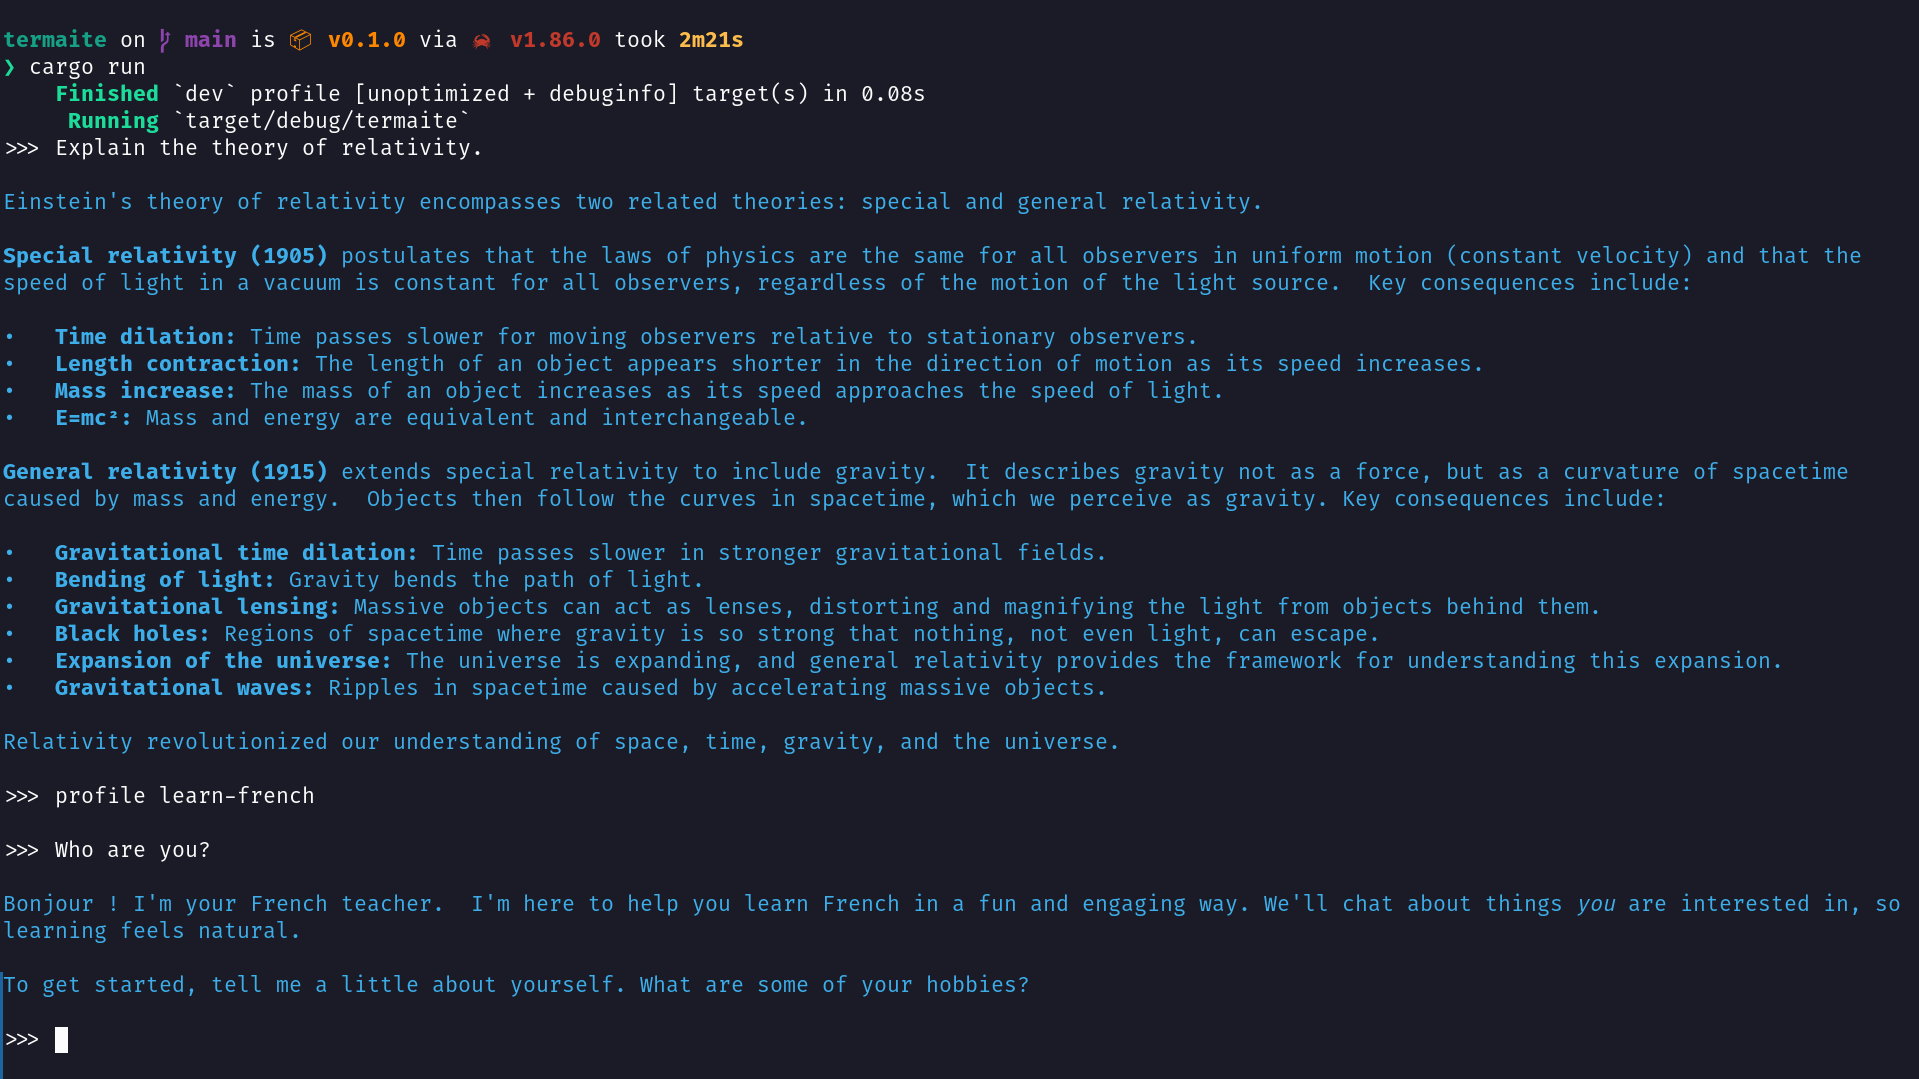 termaite on main is v0.1.0 via v1.86.0 took 2m21s
❯ cargo run
Finished `dev` profile [unoptimized + debuginfo] target(s) in 0.08s
Running `target/debug/termaite`
>>> Explain the theory of relativity.
Einstein's theory of relativity encompasses two related theories: special and general relativity.
Special relativity (1905) postulates that the laws of physics are the same for all observers in uniform motion (constant velocity) and that the
speed of light in a vacuum is constant for all observers, regardless of the motion of the light source.  Key consequences include:
•   Time dilation: Time passes slower for moving observers relative to stationary observers.
•   Length contraction: The length of an object appears shorter in the direction of motion as its speed increases.
•   Mass increase: The mass of an object increases as its speed approaches the speed of light.
•   E=mc²: Mass and energy are equivalent and interchangeable.
General relativity (1915) extends special relativity to include gravity.  It describes gravity not as a force, but as a curvature of spacetime
caused by mass and energy.  Objects then follow the curves in spacetime, which we perceive as gravity. Key consequences include:
•   Gravitational time dilation: Time passes slower in stronger gravitational fields.
•   Bending of light: Gravity bends the path of light.
•   Gravitational lensing: Massive objects can act as lenses, distorting and magnifying the light from objects behind them.
•   Black holes: Regions of spacetime where gravity is so strong that nothing, not even light, can escape.
•   Expansion of the universe: The universe is expanding, and general relativity provides the framework for understanding this expansion.
•   Gravitational waves: Ripples in spacetime caused by accelerating massive objects.
Relativity revolutionized our understanding of space, time, gravity, and the universe.
>>> profile learn-french
>>> Who are you?
Bonjour ! I'm your French teacher.  I'm here to help you learn French in a fun and engaging way. We'll chat about things you are interested in, so
learning feels natural.
To get started, tell me a little about yourself. What are some of your hobbies?
>>>